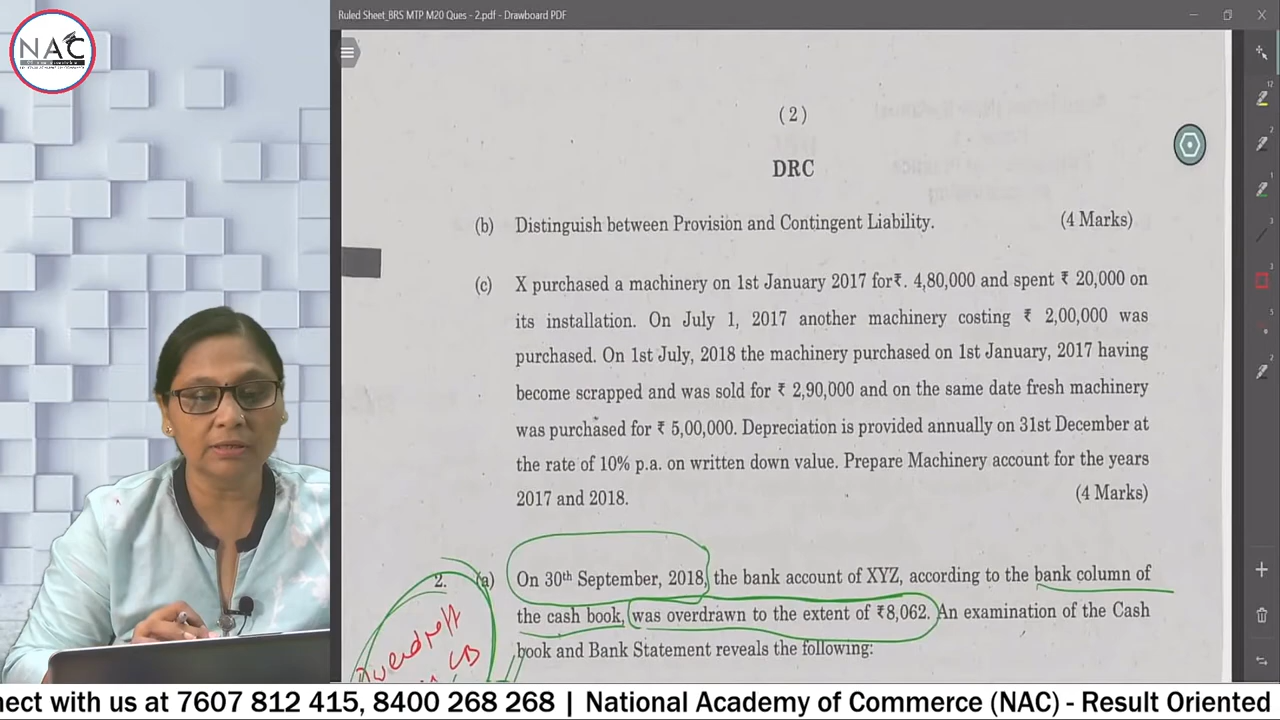 Ruled Sheet_BRS MTP M20 Ques - 2.pdf - Drawboard PDF
NAC
( 2 )
DRC
(b) Distinguish between Provision and Contingent Liability. (4 Marks)
(c) X purchased a machinery on 1st January 2017 for₹. 4,80,000 and spent ₹ 20,000 on
its installation. On July 1, 2017 another machinery costing ₹ 2,00,000 was
purchased. On 1st July, 2018 the machinery purchased on 1st January, 2017 having
become scrapped and was sold for ₹ 2,90,000 and on the same date fresh machinery
was purchased for ₹ 5,00,000. Depreciation is provided annually on 31st December at
the rate of 10% p.a. on written down value. Prepare Machinery account for the years
2017 and 2018. (4 Marks)
2. (a) On 30th September, 2018, the bank account of XYZ, according to the bank column of
the cash book, was overdrawn to the extent of ₹8,062. An examination of the Cash
book and Bank Statement reveals the following:
CB
nect with us at 7607 812 415, 8400 268 268 | National Academy of Commerce (NAC) - Result Oriented